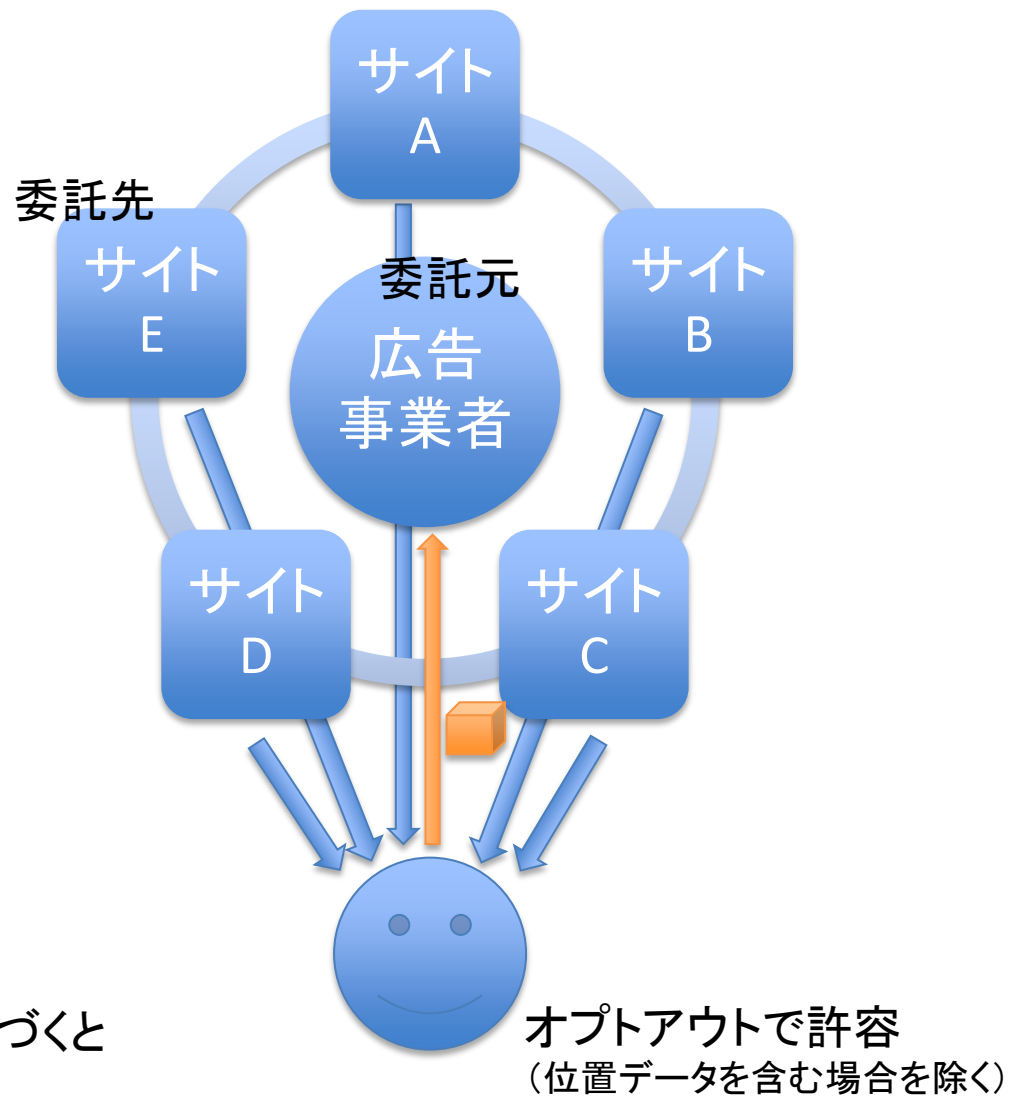 サイト
A
委託先
サイト
E
委託元
広告
事業者
サイト
B
サイト
D
サイト
C
づくと
オプトアウトで許容
（位置データを含む場合を除く）